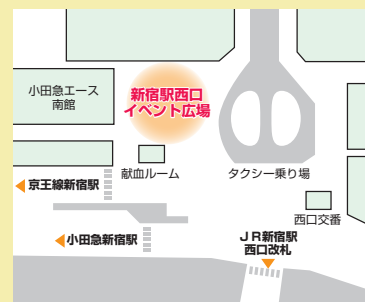 小田急エース
南館
新宿駅西口
イベント広場
献血ルーム
タクシー乗り場
京王線新宿駅
西口交番
小田急新宿駅
ＪＲ新宿駅
西口改札